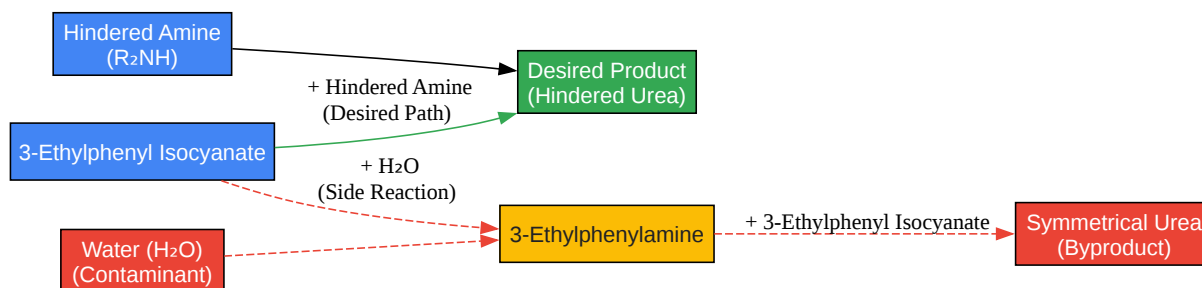 Hindered Amine
(R₂NH)
Desired Product
(Hindered Urea)
+ Hindered Amine
(Desired Path)
3-Ethylphenyl Isocyanate
+ H₂O
(Side Reaction)
Water (H₂O)
(Contaminant)
3-Ethylphenylamine
+ 3-Ethylphenyl Isocyanate
Symmetrical Urea
(Byproduct)